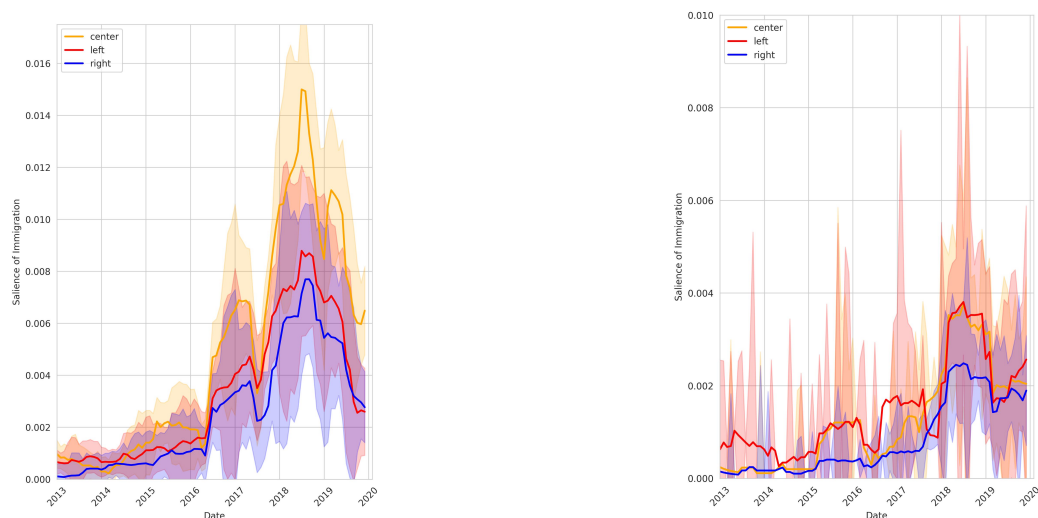 center
left
right
0.016
0.014
0.012
0.010
0.008
0.006
0.004
0.002
0.000
Salience of Immigration
2013 2014 2015 2016 2017 2018 2019 2020
Date
center
left
right
0.010
0.008
0.006
0.004
0.002
0.000
Salience of Immigration
2013 2014 2015 2016 2017 2018 2019 2020
Date